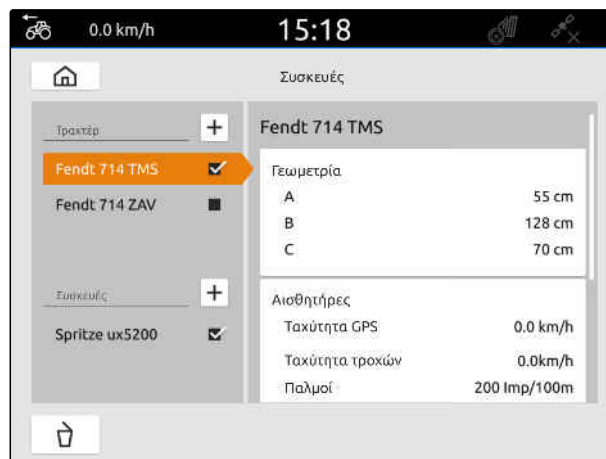 0.0 km/h 15:18
Συσκευές
Τραχτέρ
Fendt 714 TMS
Fendt 714 ZAV
Συσκευές
Spritze ux5200
Fendt 714 TMS
Γεωμετρία
A 55 cm
B 128 cm
C 70 cm
Αισθητήρες
Ταχύτητα GPS 0.0 km/h
Ταχύτητα τροχών 0.0km/h
Παλμοί 200 Imp/100m